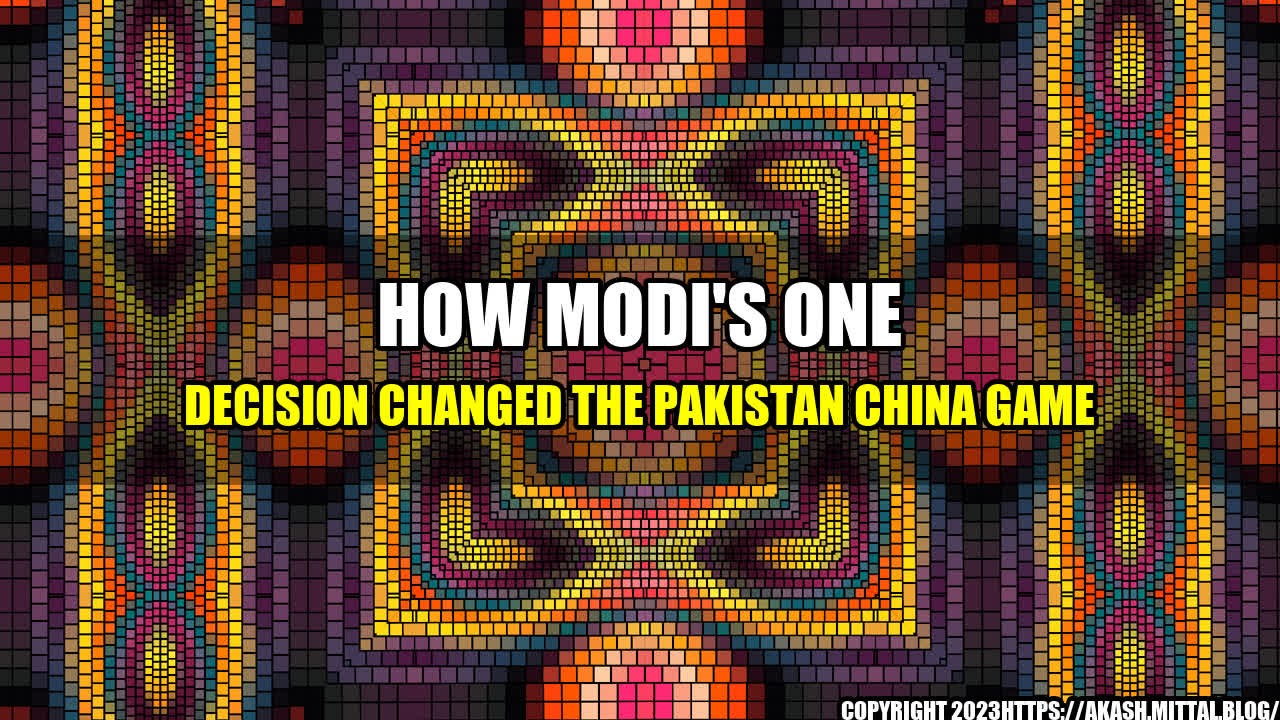 HOW MODI'S ONE
DECISION CHANGED THE PAKISTAN CHINA GAME
COPYRIGHT 2023HTTPS://AKASH.MITTAL.BLOG/